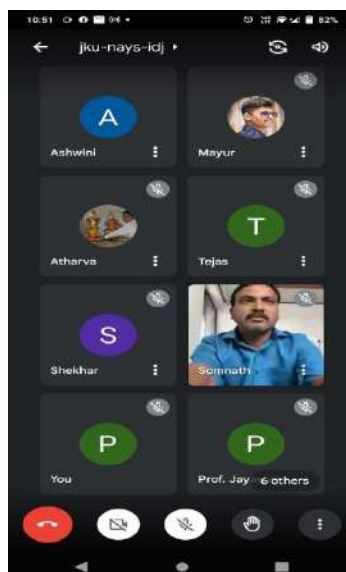 10:51 82%
jku-nays-idj
A
Ashwini Mayur
T
Atharva Tejas
S
Shekhar Somnath
P P
You Prof. Jay 6 others